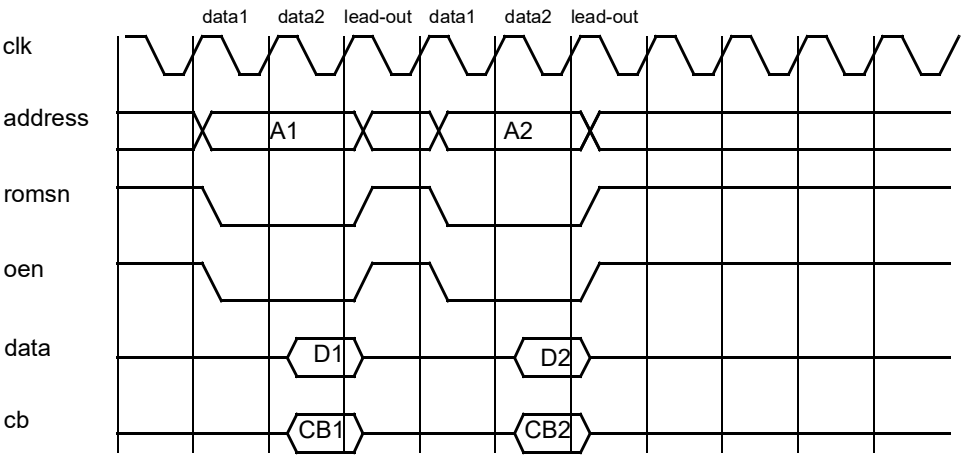 data1 data2 lead-out data1 data2 lead-out
clk
address A1 A2
romsn
oen
data D1 D2
cb CB1 CB2